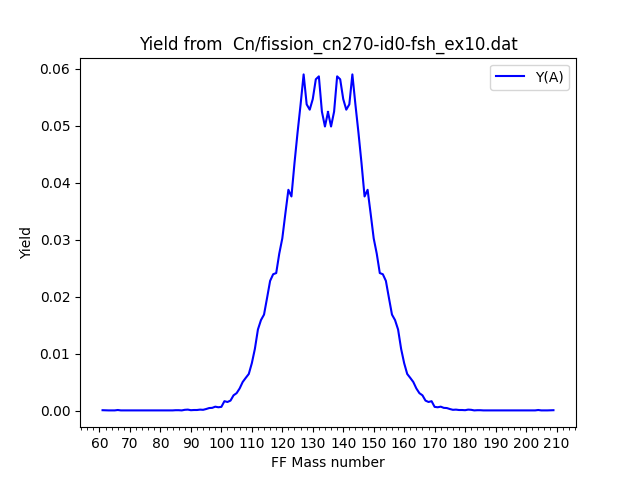 Yield from  Cn/fission_cn270-id0-fsh_ex10.dat
Y(A)
0.06
0.05
0.04
0.03
0.02
0.01
0.00
Yield
60 70 80 90 100 110 120 130 140 150 160 170 180 190 200 210
FF Mass number